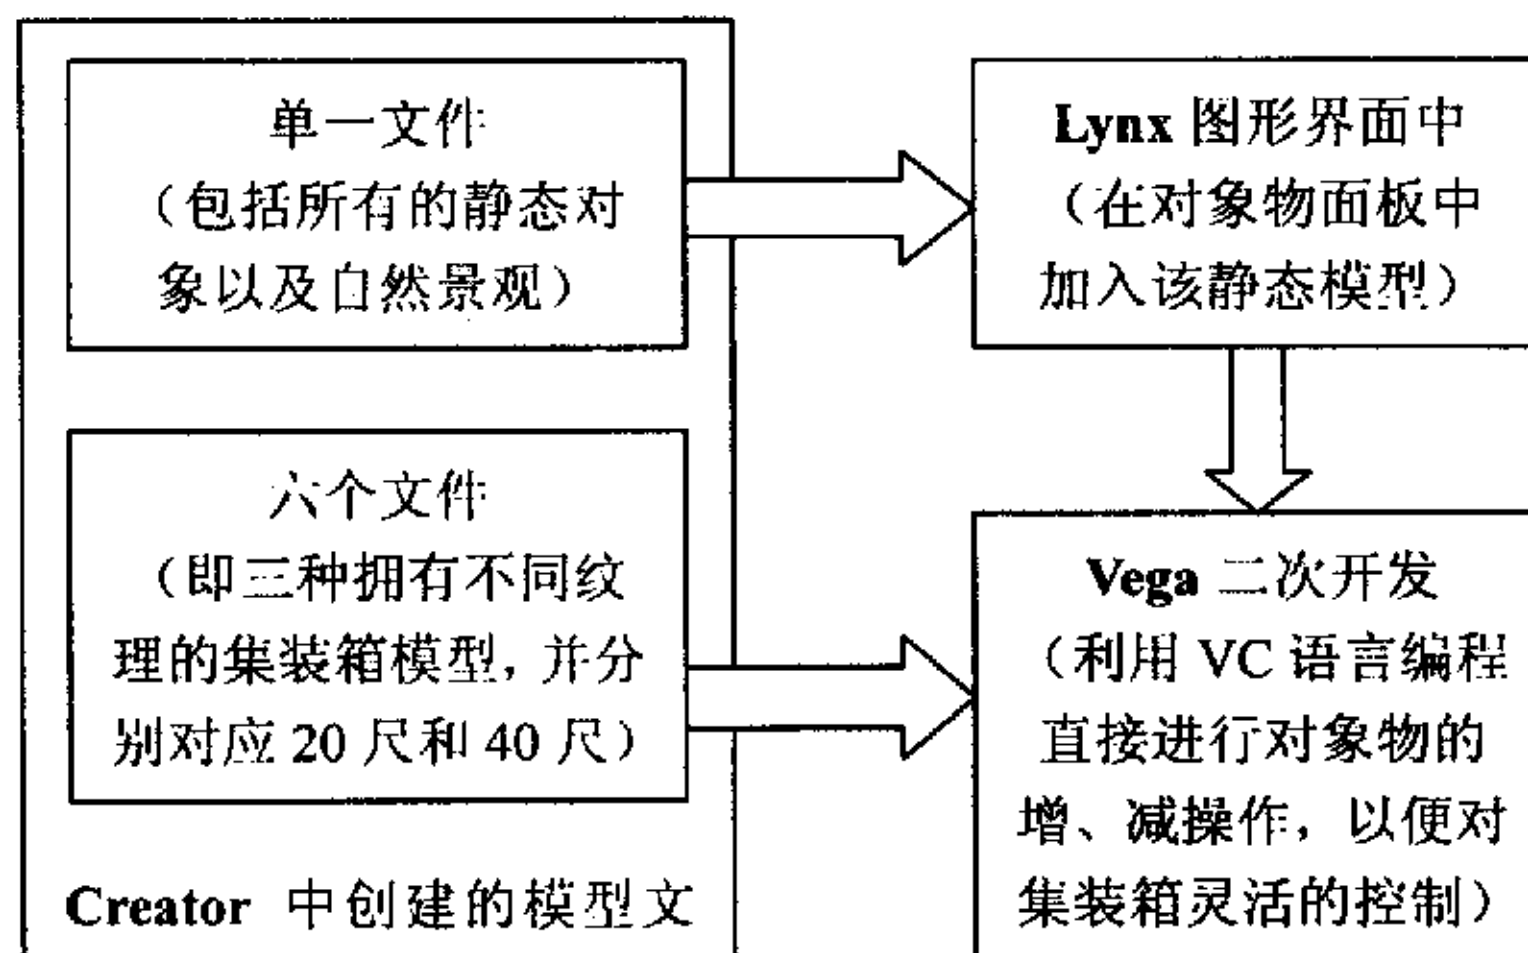 单一文件
（包括所有的静态对
象以及自然景观）
Lynx 图形界面中
（在对象物面板中
加入该静态模型）
六个文件
（即三种拥有不同纹
理的集装箱模型，并分
别对应 20 尺和 40 尺）
Creator 中创建的模型文
Vega 二次开发
（利用 VC 语言编程
直接进行对象物的
增、减操作，以便对
集装箱灵活的控制）